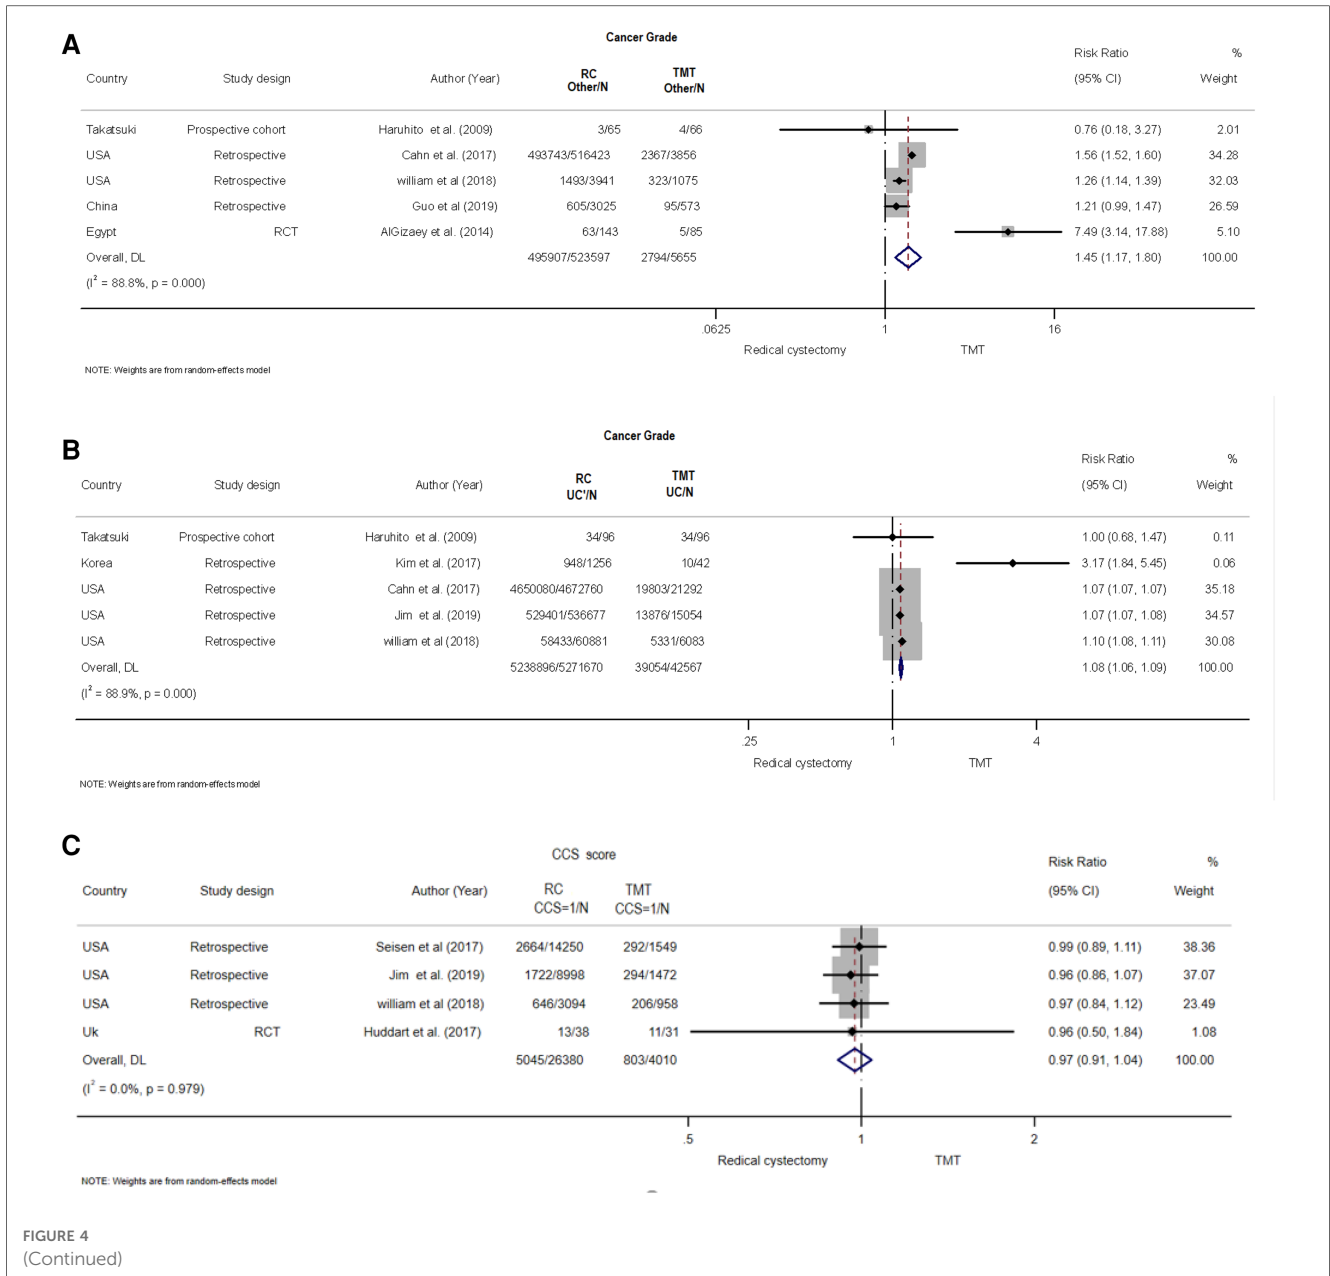 A
Cancer Grade
Country Study design Author (Year) RC Other/N TMT Other/N Risk Ratio (95% CI) % Weight
Takatsuki Prospective cohort Haruhito et al. (2009) 3/65 4/66 0.76 (0.18, 3.27) 2.01
USA Retrospective Cahn et al. (2017) 493743/516423 2367/3856 1.56 (1.52, 1.60) 34.28
USA Retrospective william et al (2018) 1493/3941 323/1075 1.26 (1.14, 1.39) 32.03
China Retrospective Guo et al (2019) 605/3025 95/573 1.21 (0.99, 1.47) 26.59
Egypt RCT AlGizaey et al. (2014) 63/143 5/85 7.49 (3.14, 17.88) 5.10
Overall, DL 495907/523597 2794/5655 1.45 (1.17, 1.80) 100.00
(I² = 88.8%, p = 0.000)
.0625 1 16
Redical cystectomy TMT
NOTE: Weights are from random-effects model
B
Cancer Grade
Country Study design Author (Year) RC UC'/N TMT UC/N Risk Ratio (95% CI) % Weight
Takatsuki Prospective cohort Haruhito et al. (2009) 34/96 34/96 1.00 (0.68, 1.47) 0.11
Korea Retrospective Kim et al. (2017) 948/1256 10/42 3.17 (1.84, 5.45) 0.06
USA Retrospective Cahn et al. (2017) 4650080/4672760 19803/21292 1.07 (1.07, 1.07) 35.18
USA Retrospective Jim et al. (2019) 529401/536677 13876/15054 1.07 (1.07, 1.08) 34.57
USA Retrospective william et al (2018) 58433/60881 5331/6083 1.10 (1.08, 1.11) 30.08
Overall, DL 5238896/5271670 39054/42567 1.08 (1.06, 1.09) 100.00
(I² = 88.9%, p = 0.000)
.25 1 4
Redical cystectomy TMT
NOTE: Weights are from random-effects model
C
CCS score
Country Study design Author (Year) RC CCS=1/N TMT CCS=1/N Risk Ratio (95% CI) % Weight
USA Retrospective Seisen et al (2017) 2664/14250 292/1549 0.99 (0.89, 1.11) 38.36
USA Retrospective Jim et al. (2019) 1722/8998 294/1472 0.96 (0.86, 1.07) 37.07
USA Retrospective william et al (2018) 646/3094 206/958 0.97 (0.84, 1.12) 23.49
Uk RCT Huddart et al. (2017) 13/38 11/31 0.96 (0.50, 1.84) 1.08
Overall, DL 5045/26380 803/4010 0.97 (0.91, 1.04) 100.00
(I² = 0.0%, p = 0.979)
.5 1 2
Redical cystectomy TMT
NOTE: Weights are from random-effects model
FIGURE 4
(Continued)